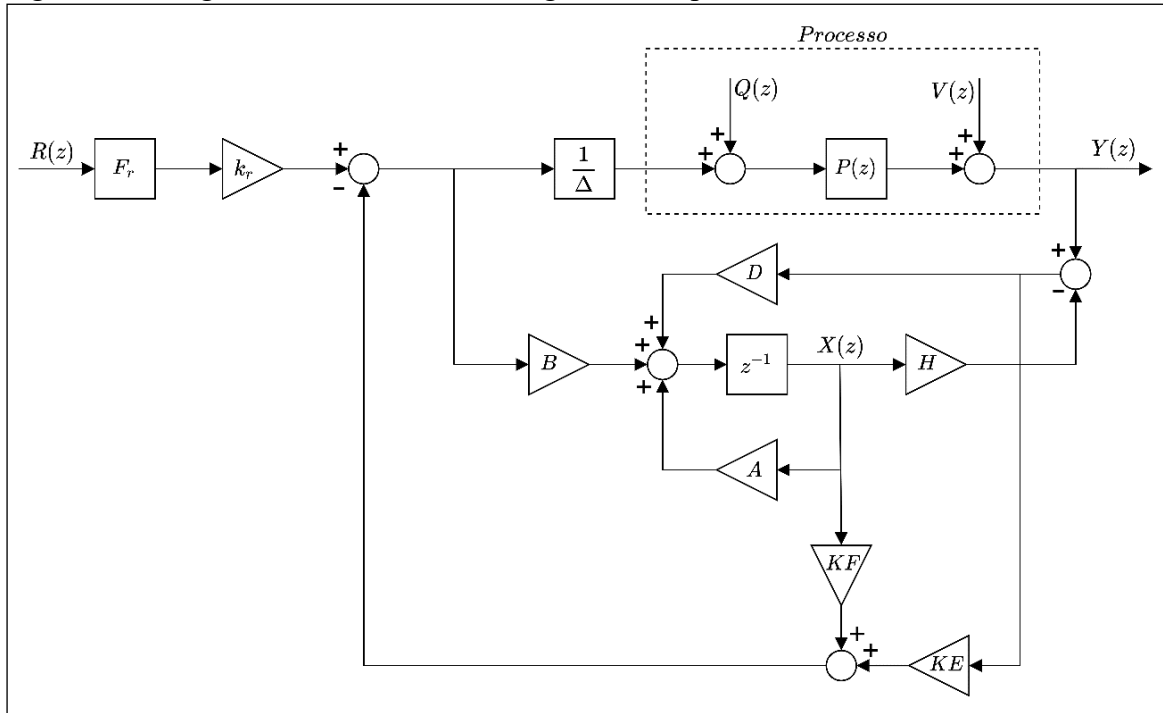 Processo
Q(z)
V(z)
R(z)
F_r
k_r
+
−
1
Δ
+
+
P(z)
+
+
Y(z)
D
+
−
+
+
+
B
z^{-1}
X(z)
H
A
KF
+
+
KE